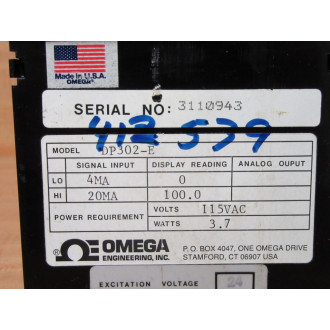 Made in U.S.A.
OMEGA®
SERIAL NO: 3110943
412 539
MODEL DP302-E
SIGNAL INPUT DISPLAY READING ANALOG OUPUT
LO 4MA 0
HI 20MA 100.0
POWER REQUIREMENT VOLTS 115VAC
WATTS 3.7
® OMEGA
ENGINEERING, INC.
P.O. BOX 4047, ONE OMEGA DRIVE
STAMFORD, CT 06907 USA
EXCITATION VOLTAGE 24